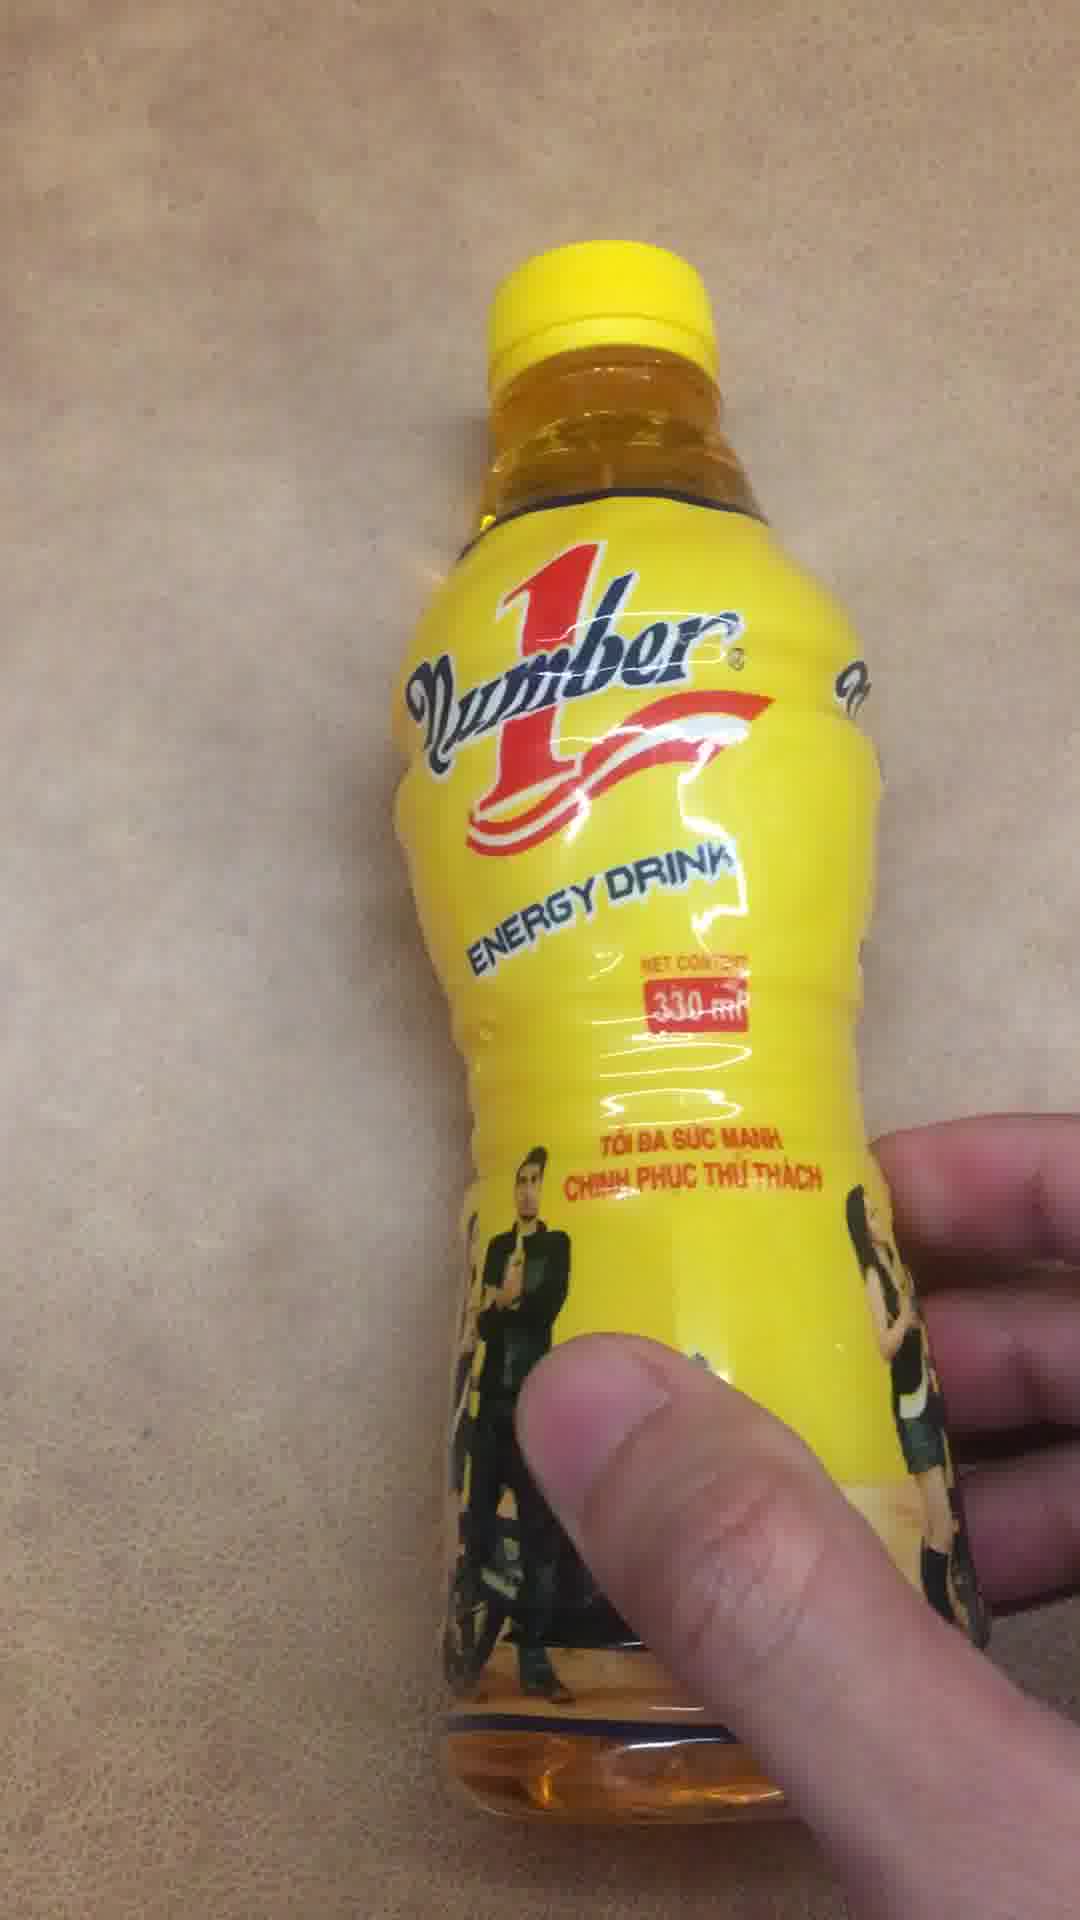 Number 1 ®
ENERGY DRINK
NET CONTENT
330 ml
TỐI ĐA SỨC MẠNH
CHINH PHỤC THỬ THÁCH